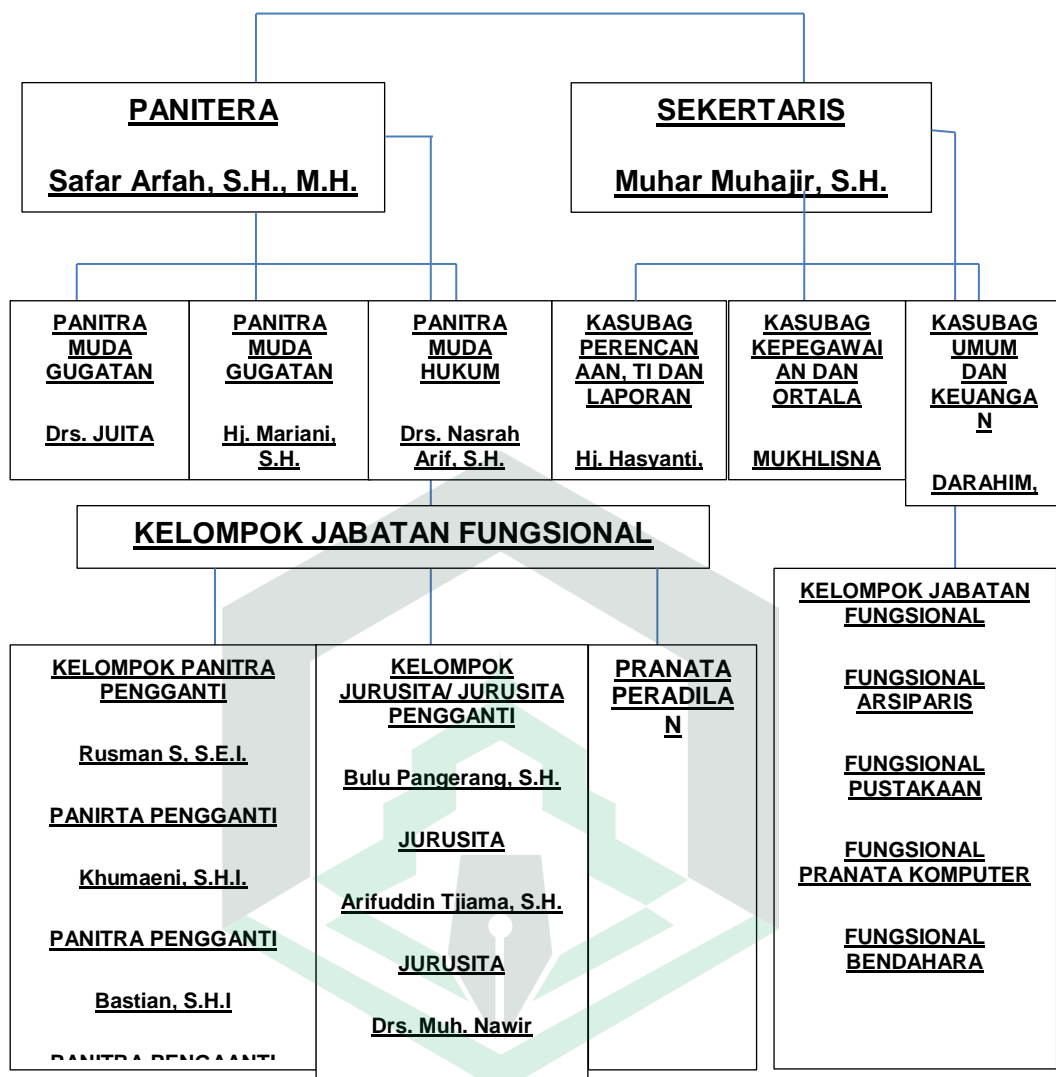 PANITERA
Safar Arfah, S.H., M.H.
SEKERTARIS
Muhar Muhajir, S.H.
PANITRA
MUDA
GUGATAN
Drs. JUITA
PANITRA
MUDA
GUGATAN
Hj. Mariani,
S.H.
PANITRA
MUDA
HUKUM
Drs. Nasrah
Arif, S.H.
KASUBAG
PERENCAN
AAN, TI DAN
LAPORAN
Hj. Hasyanti,
KASUBAG
KEPEGAWAI
AN DAN
ORTALA
MUKHLISNA
KASUBAG
UMUM
DAN
KEUANGA
N
DARAHIM,
KELOMPOK JABATAN FUNGSIONAL
KELOMPOK PANITRA
PENGGANTI
Rusman S, S.E.I.
PANIRTA PENGGANTI
Khumaeni, S.H.I.
PANITRA PENGGANTI
Bastian, S.H.I
PANITRA PENGAANTI
KELOMPOK
JURUSITA/ JURUSITA
PENGGANTI
Bulu Pangerang, S.H.
JURUSITA
Arifuddin Tjiama, S.H.
JURUSITA
Drs. Muh. Nawir
PRANATA
PERADILA
N
KELOMPOK JABATAN
FUNGSIONAL
FUNGSIONAL
ARSIPARIS
FUNGSIONAL
PUSTAKAAN
FUNGSIONAL
PRANATA KOMPUTER
FUNGSIONAL
BENDAHARA